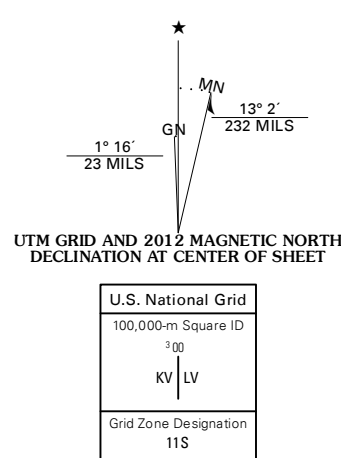 ★
MN
GN
13° 2´
232 MILS
1° 16´
23 MILS
UTM GRID AND 2012 MAGNETIC NORTH
DECLINATION AT CENTER OF SHEET
U.S. National Grid
100,000-m Square ID
³00
KV LV
Grid Zone Designation
11S